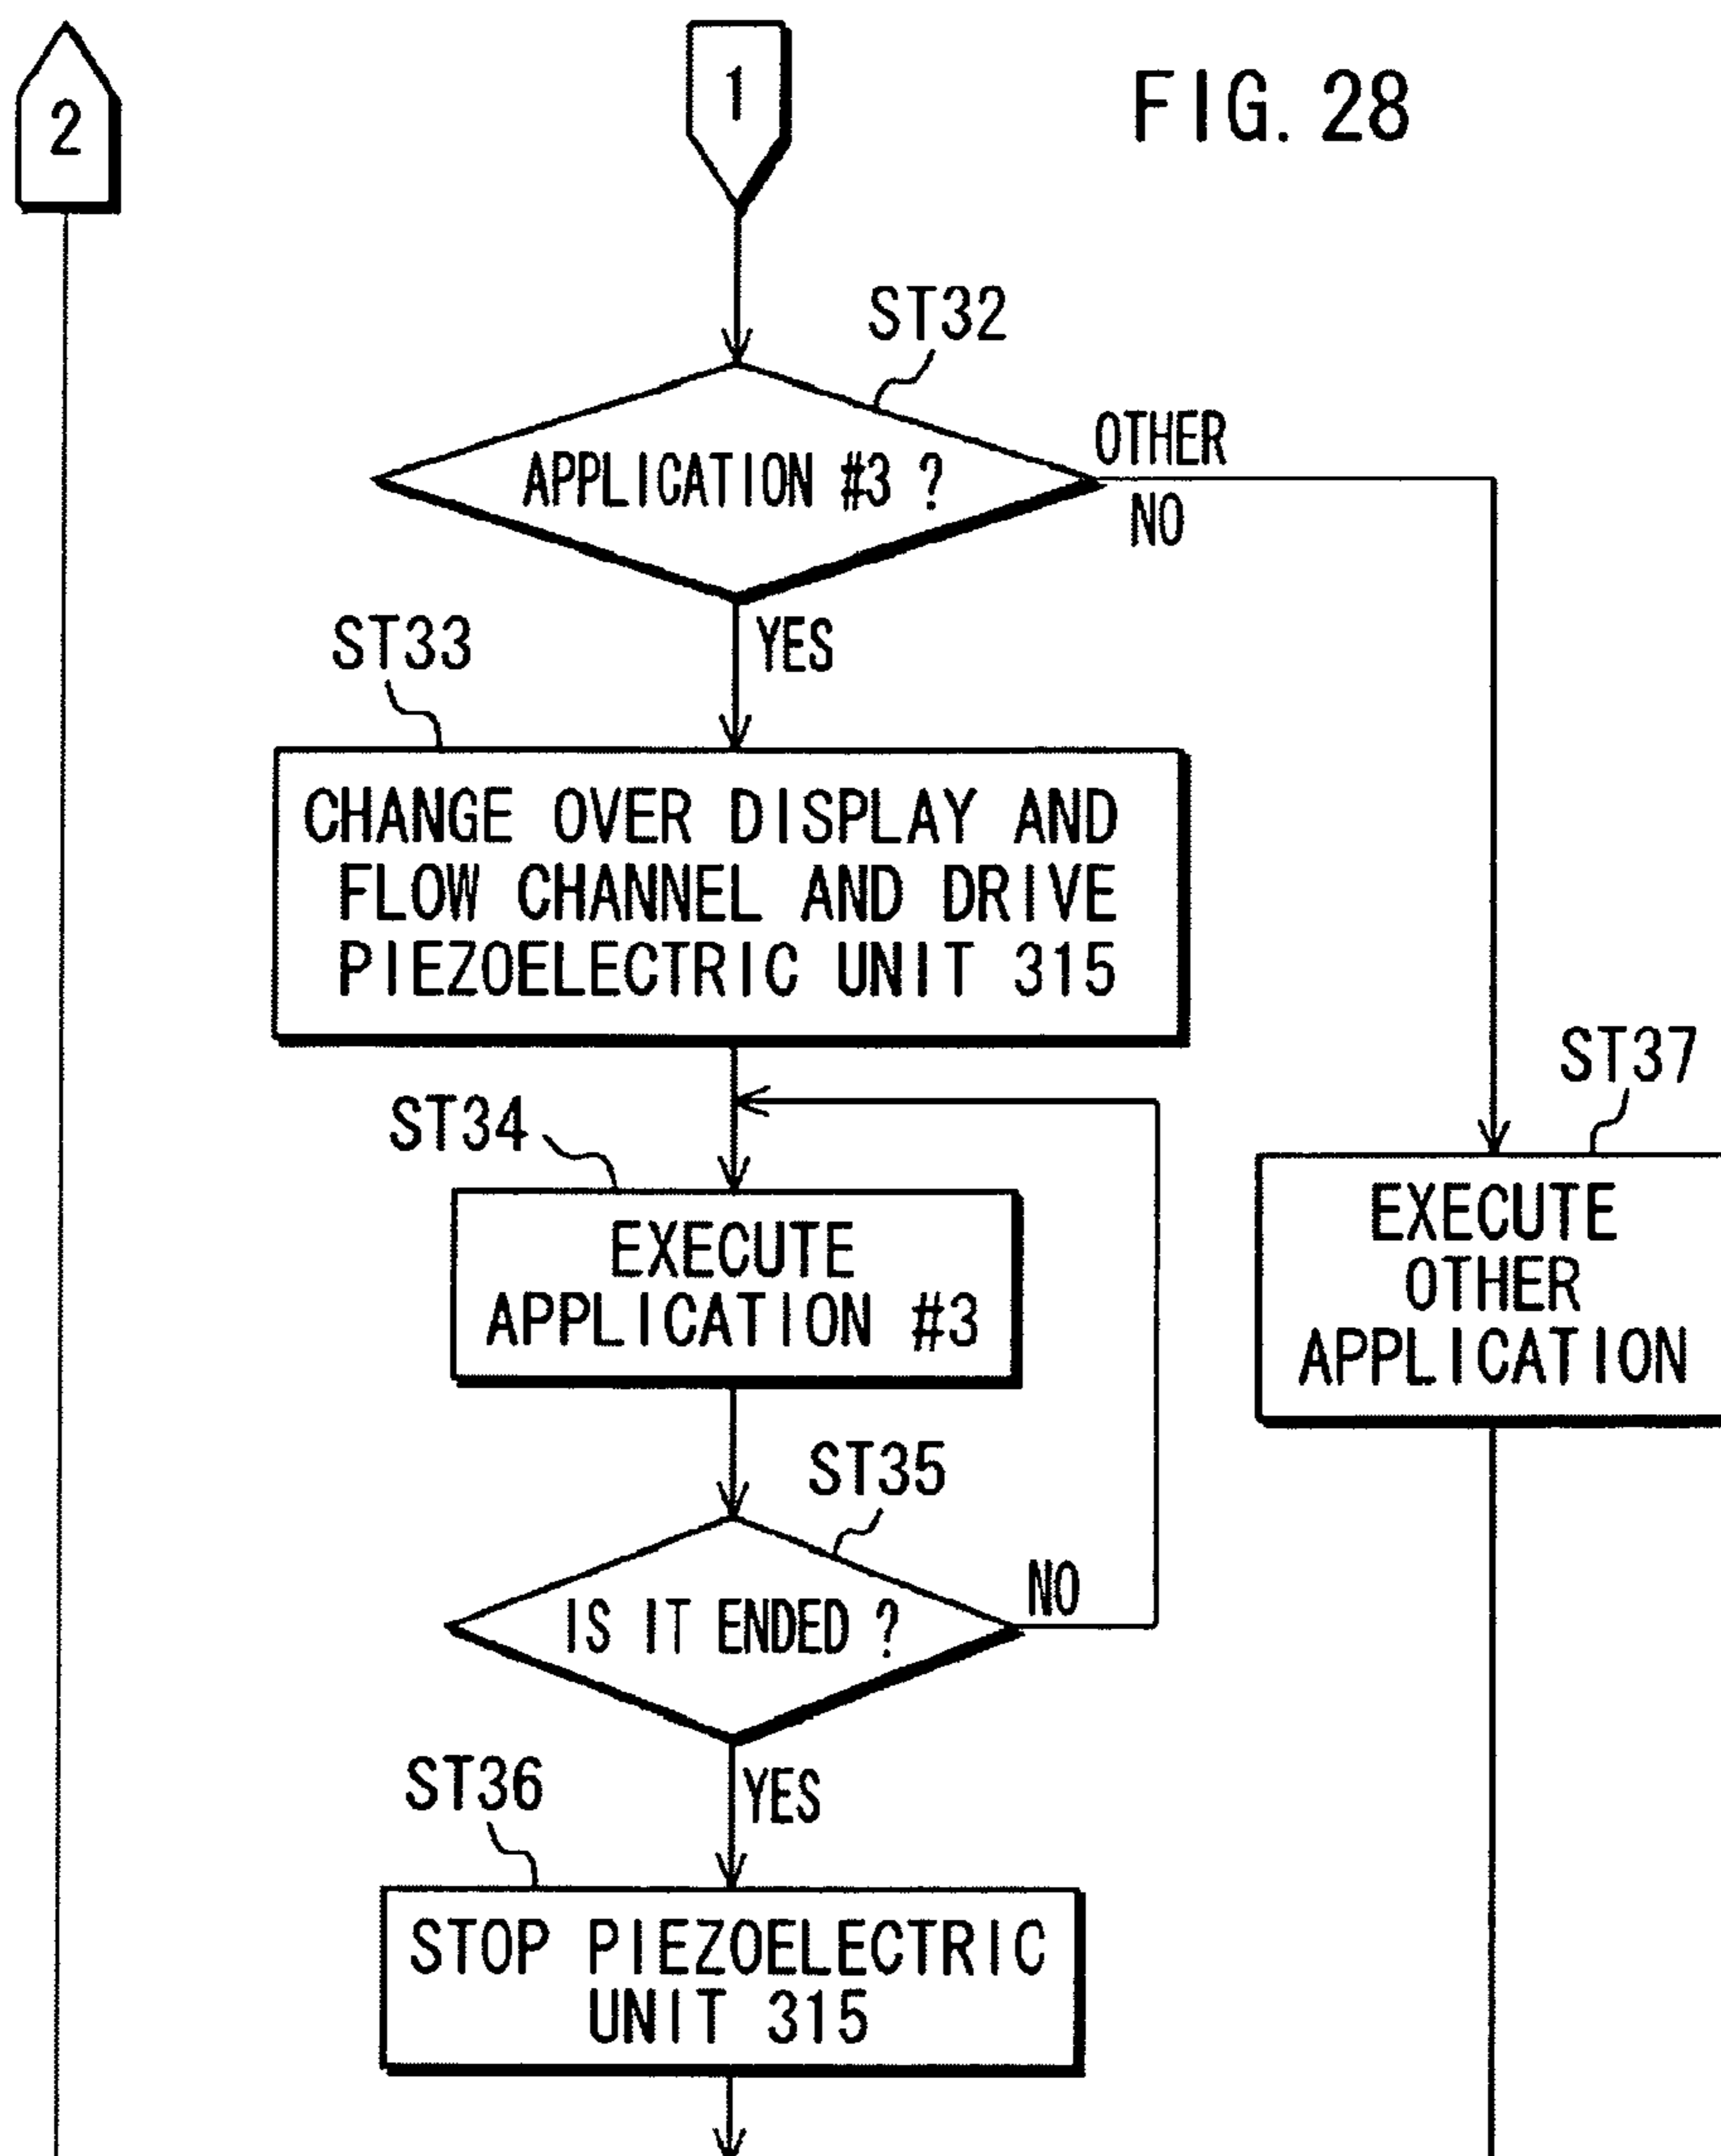 2
1
FIG. 28
ST32
APPLICATION #3 ?
OTHER
NO
YES
ST33
CHANGE OVER DISPLAY AND
FLOW CHANNEL AND DRIVE
PIEZOELECTRIC UNIT 315
ST34
EXECUTE
APPLICATION #3
ST37
EXECUTE
OTHER
APPLICATION
ST35
IS IT ENDED ?
NO
YES
ST36
STOP PIEZOELECTRIC
UNIT 315